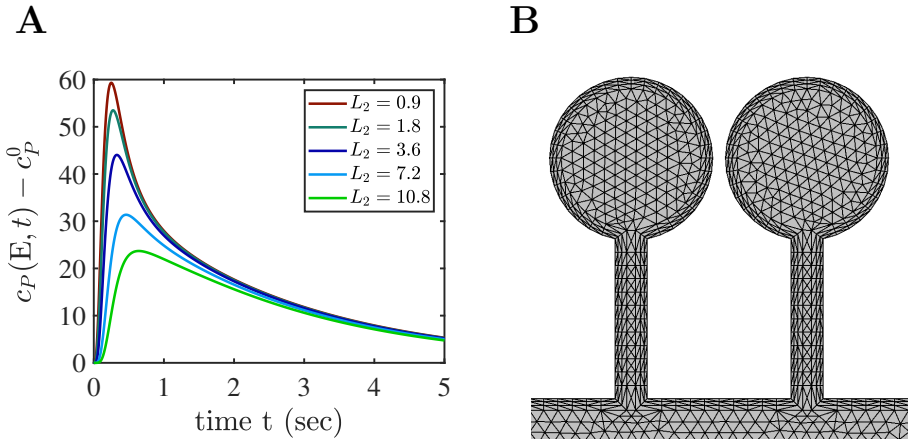 A
B
60
50
40
30
20
10
0
c_P(E, t) − c_P^0
L_2 = 0.9
L_2 = 1.8
L_2 = 3.6
L_2 = 7.2
L_2 = 10.8
0 1 2 3 4 5
time t (sec)